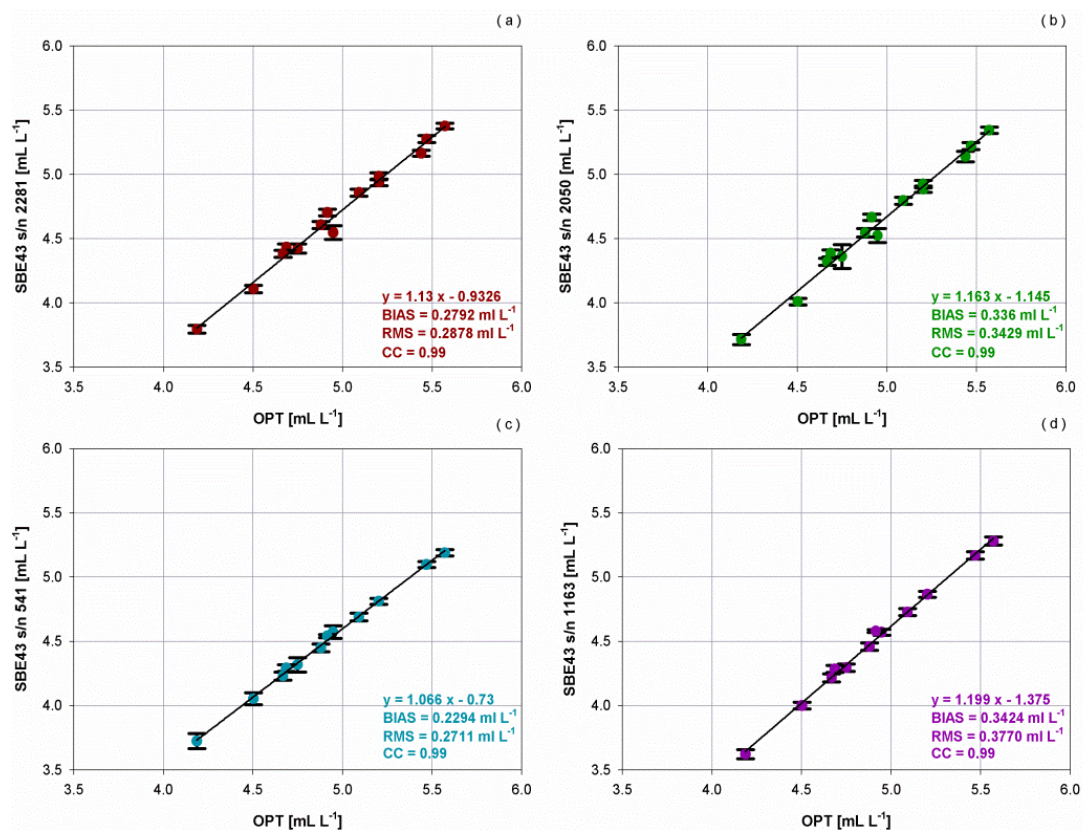 ( a )
6.0
5.5
5.0
4.5
4.0
3.5
SBE43 s/n 2281 [mL L⁻¹]
y = 1.13 x - 0.9326
BIAS = 0.2792 ml L⁻¹
RMS = 0.2878 ml L⁻¹
CC = 0.99
3.5 4.0 4.5 5.0 5.5 6.0
OPT [mL L⁻¹]
( b )
6.0
5.5
5.0
4.5
4.0
3.5
SBE43 s/n 2050 [mL L⁻¹]
y = 1.163 x - 1.145
BIAS = 0.336 ml L⁻¹
RMS = 0.3429 ml L⁻¹
CC = 0.99
3.5 4.0 4.5 5.0 5.5 6.0
OPT [mL L⁻¹]
( c )
6.0
5.5
5.0
4.5
4.0
3.5
SBE43 s/n 541 [mL L⁻¹]
y = 1.066 x - 0.73
BIAS = 0.2294 ml L⁻¹
RMS = 0.2711 ml L⁻¹
CC = 0.99
3.5 4.0 4.5 5.0 5.5 6.0
OPT [mL L⁻¹]
( d )
6.0
5.5
5.0
4.5
4.0
3.5
SBE43 s/n 1163 [mL L⁻¹]
y = 1.199 x - 1.375
BIAS = 0.3424 ml L⁻¹
RMS = 0.3770 ml L⁻¹
CC = 0.99
3.5 4.0 4.5 5.0 5.5 6.0
OPT [mL L⁻¹]